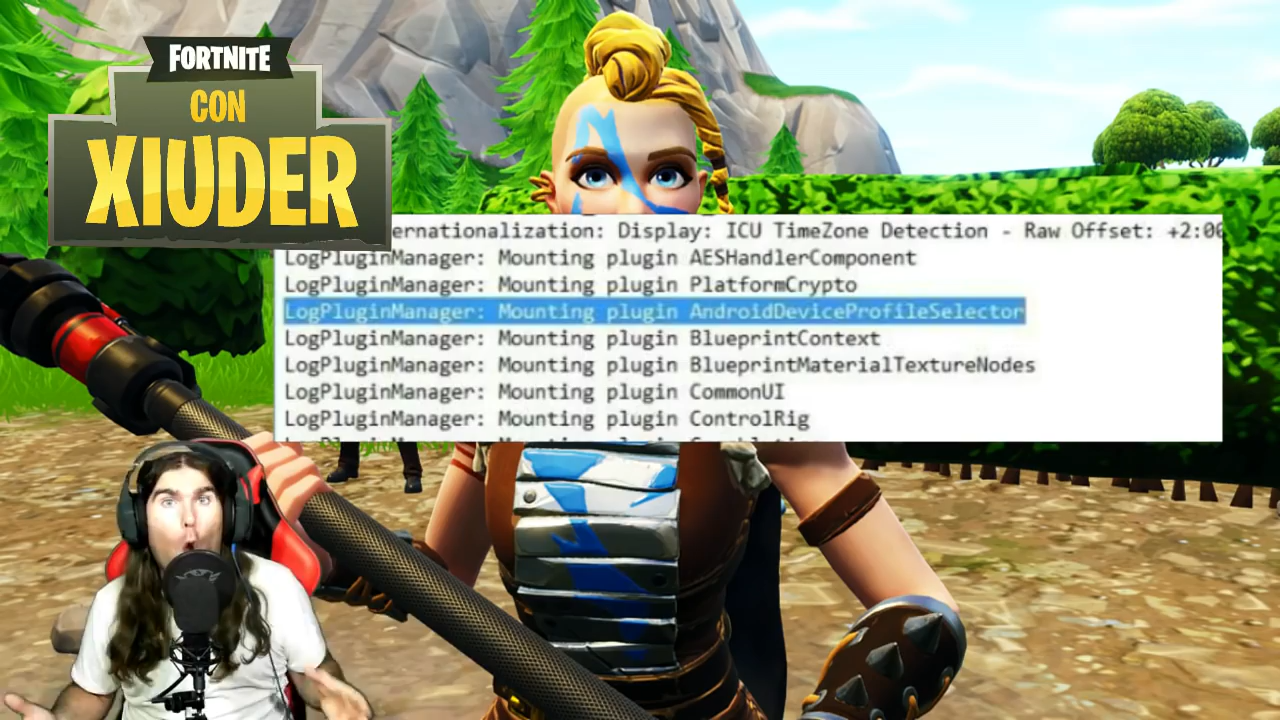 FORTNITE
CON
XIUDER
ernationalization: Display: ICU TimeZone Detection - Raw Offset: +2:00
LogPluginManager: Mounting plugin AESHandlerComponent
LogPluginManager: Mounting plugin PlatformCrypto
LogPluginManager: Mounting plugin AndroidDeviceProfileSelector
LogPluginManager: Mounting plugin BlueprintContext
LogPluginManager: Mounting plugin BlueprintMaterialTextureNodes
LogPluginManager: Mounting plugin CommonUI
LogPluginManager: Mounting plugin ControlRig